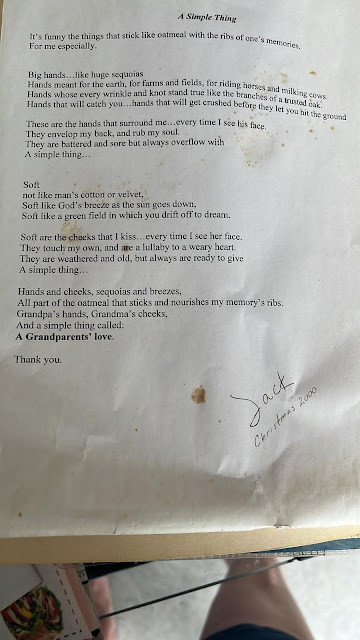 A Simple Thing
It's funny the things that stick like oatmeal with the ribs of one's memories.
For me especially.
Big hands…like huge sequoias
Hands meant for the earth, for farms and fields, for riding horses and milking cows.
Hands whose every wrinkle and knot stand true like the branches of a trusted oak.
Hands that will catch you…hands that will get crushed before they let you hit the ground
These are the hands that surround me…every time I see his face.
They envelop my back, and rub my soul.
They are battered and sore but always overflow with
A simple thing…
Soft
not like man's cotton or velvet,
Soft like God's breeze as the sun goes down,
Soft like a green field in which you drift off to dream.
Soft are the cheeks that I kiss…every time I see her face.
They touch my own, and are a lullaby to a weary heart.
They are weathered and old, but always are ready to give
A simple thing…
Hands and cheeks, sequoias and breezes,
All part of the oatmeal that sticks and nourishes my memory's ribs.
Grandpa's hands, Grandma's cheeks,
And a simple thing called:
A Grandparents' love.
Thank you.
Jack
Christmas 2000